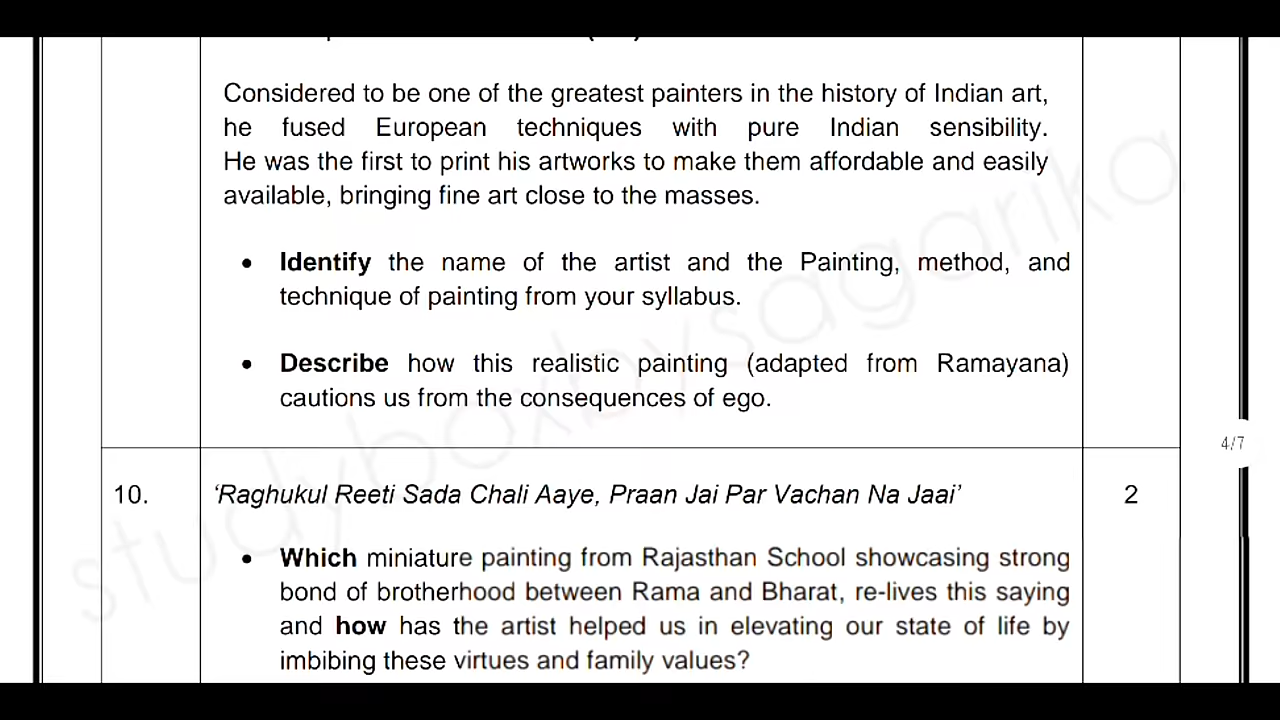 Considered to be one of the greatest painters in the history of Indian art,
he fused European techniques with pure Indian sensibility.
He was the first to print his artworks to make them affordable and easily
available, bringing fine art close to the masses.
• Identify the name of the artist and the Painting, method, and
technique of painting from your syllabus.
• Describe how this realistic painting (adapted from Ramayana)
cautions us from the consequences of ego.
4/7
10. ‘Raghukul Reeti Sada Chali Aaye, Praan Jai Par Vachan Na Jaai’ 2
• Which miniature painting from Rajasthan School showcasing strong
bond of brotherhood between Rama and Bharat, re-lives this saying
and how has the artist helped us in elevating our state of life by
imbibing these virtues and family values?
studyboxbysagarika